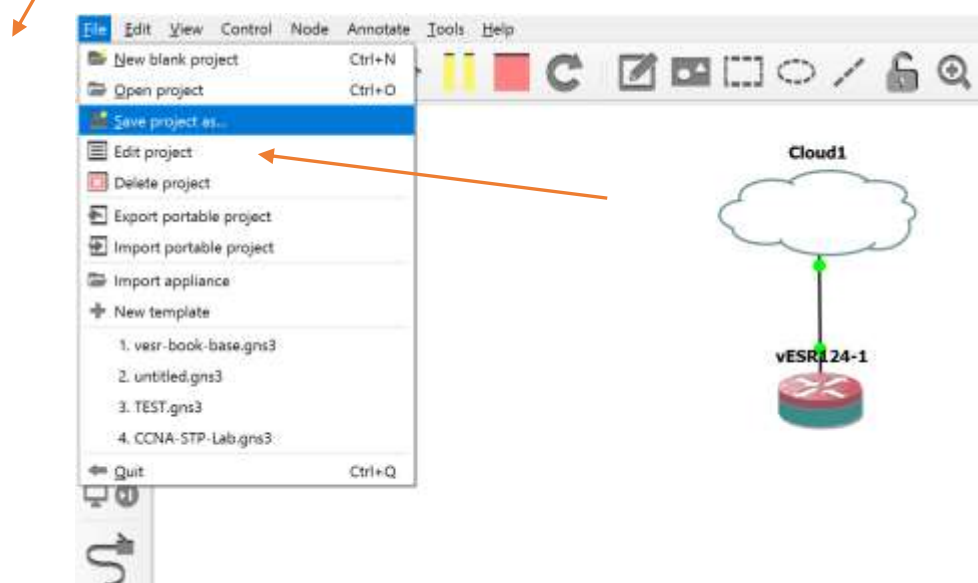 File Edit View Control Node Annotate Tools Help
New blank project Ctrl+N
Open project Ctrl+O
Save project as...
Edit project
Delete project
Export portable project
Import portable project
Import appliance
New template
1. vesr-book-base.gns3
2. untitled.gns3
3. TEST.gns3
4. CCNA-STP-Lab.gns3
Quit Ctrl+Q
Cloud1
vESR124-1